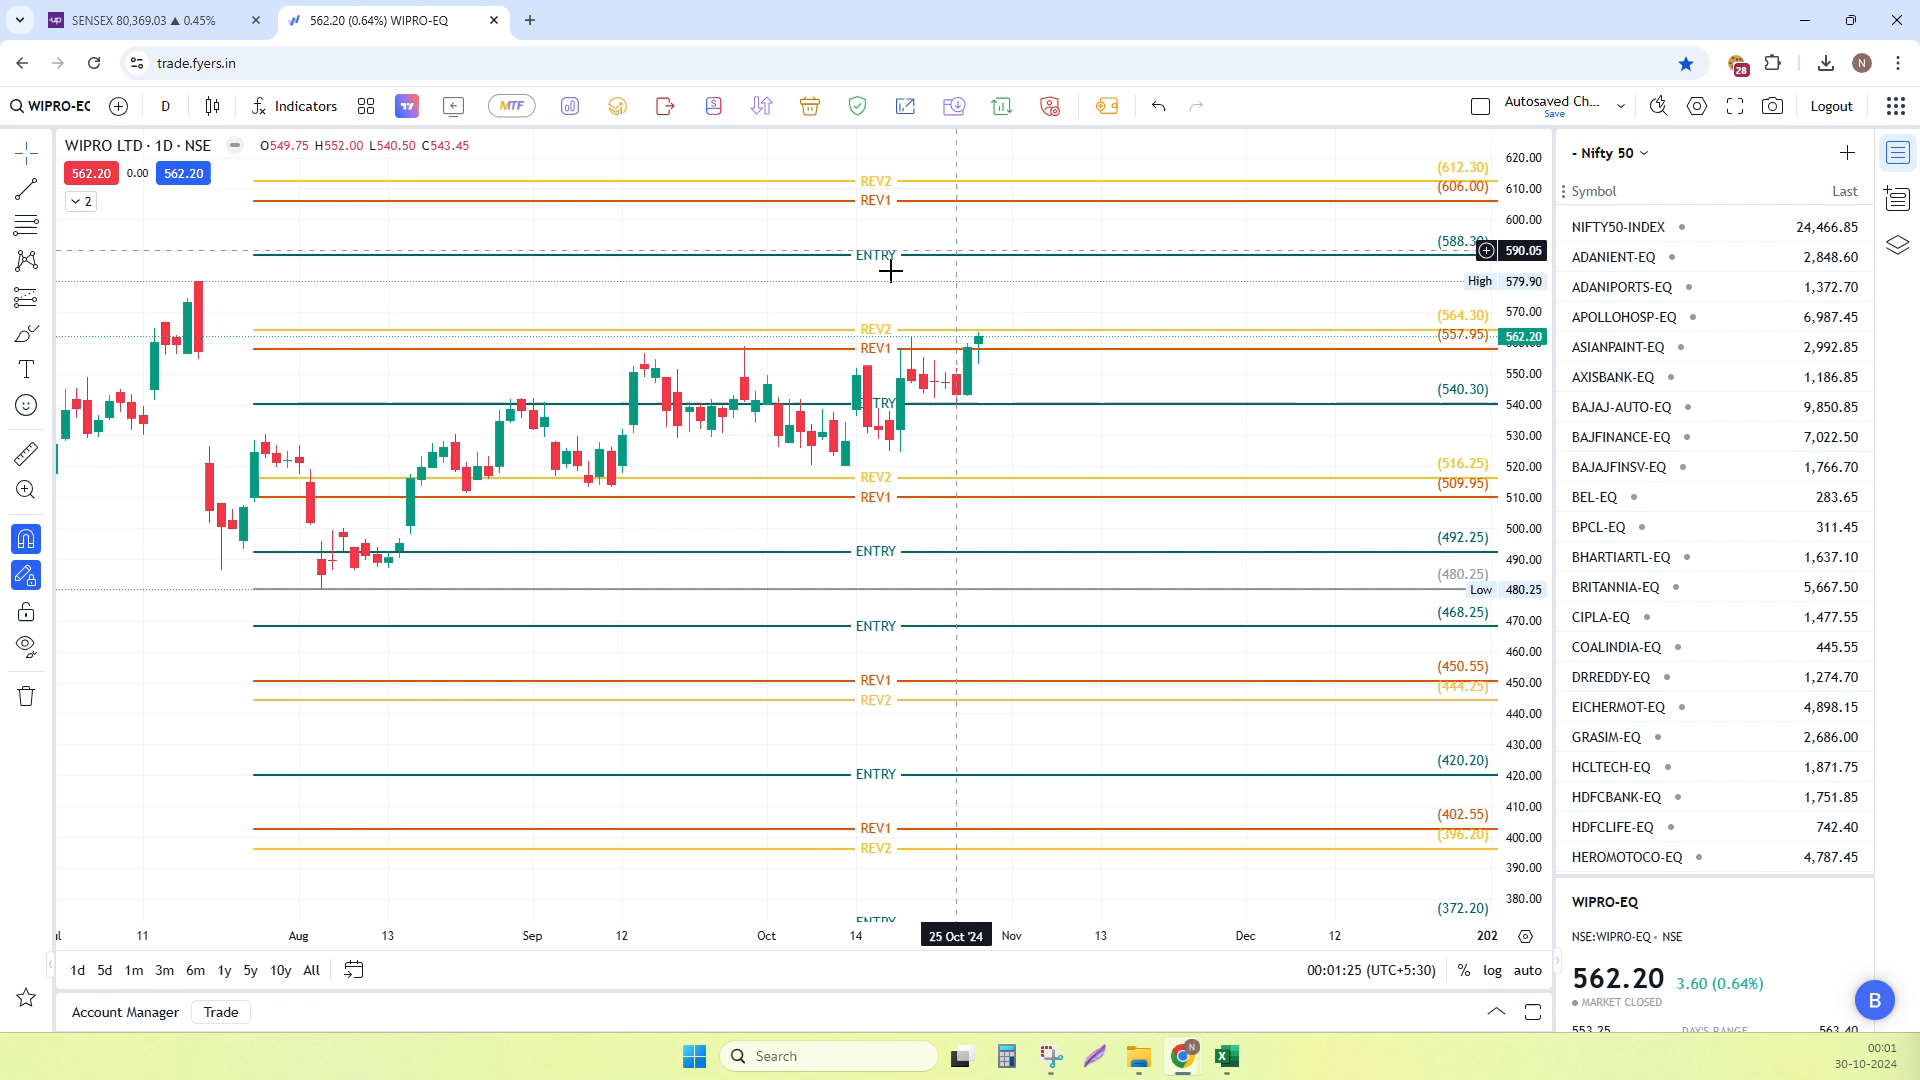 SENSEX 80,369.03 ▲ 0.45%
562.20 (0.64%) WIPRO-EQ
trade.fyers.in
28
N
WIPRO-EC
D
Indicators
MTF
Autosaved Ch...
Save
Logout
WIPRO LTD · 1D · NSE
O549.75 H552.00 L540.50 C543.45
562.20
0.00
562.20
2
REV2 (612.30)
REV1 (606.00)
ENTRY
590.05
High 579.90
REV2 (564.30)
REV1 (557.95)
562.20
(540.30)
REV2 (516.25)
REV1 (509.95)
ENTRY (492.25)
(480.25)
Low 480.25
ENTRY (468.25)
REV1 (450.55)
REV2 (444.25)
ENTRY (420.20)
REV1 (402.55)
REV2 (396.20)
ENTRY (372.20)
620.00
610.00
600.00
570.00
550.00
540.00
530.00
520.00
510.00
500.00
490.00
470.00
460.00
450.00
440.00
430.00
420.00
410.00
400.00
390.00
380.00
11
Aug
13
Sep
12
Oct
14
25 Oct '24
Nov
13
Dec
12
202
1d 5d 1m 3m 6m 1y 5y 10y All
00:01:25 (UTC+5:30)
% log auto
Account Manager
Trade
- Nifty 50
Symbol Last
NIFTY50-INDEX 24,466.85
ADANIENT-EQ 2,848.60
ADANIPORTS-EQ 1,372.70
APOLLOHOSP-EQ 6,987.45
ASIANPAINT-EQ 2,992.85
AXISBANK-EQ 1,186.85
BAJAJ-AUTO-EQ 9,850.85
BAJFINANCE-EQ 7,022.50
BAJAJFINSV-EQ 1,766.70
BEL-EQ 283.65
BPCL-EQ 311.45
BHARTIARTL-EQ 1,637.10
BRITANNIA-EQ 5,667.50
CIPLA-EQ 1,477.55
COALINDIA-EQ 445.55
DRREDDY-EQ 1,274.70
EICHERMOT-EQ 4,898.15
GRASIM-EQ 2,686.00
HCLTECH-EQ 1,871.75
HDFCBANK-EQ 1,751.85
HDFCLIFE-EQ 742.40
HEROMOTOCO-EQ 4,787.45
WIPRO-EQ
NSE:WIPRO-EQ • NSE
562.20 3.60 (0.64%)
MARKET CLOSED
553.25 DAY'S RANGE 563.40
B
Search
N
00:01
30-10-2024